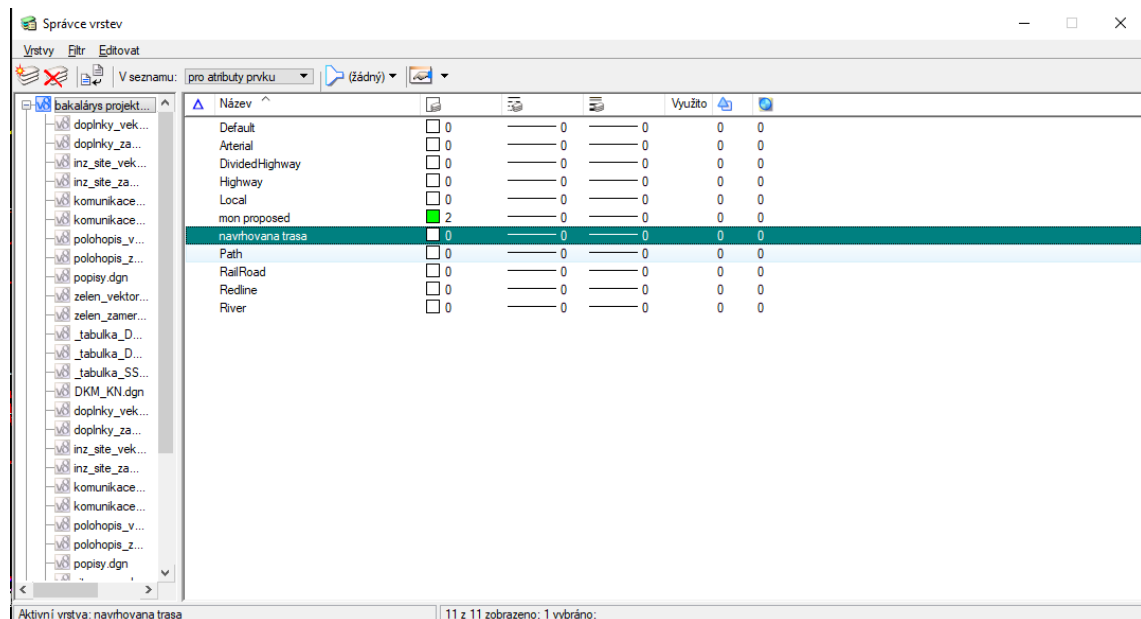 Správce vrstev
Vrstvy Filtr Editovat
V seznamu: pro atributy prvku (žádný)
bakalárys projekt...
doplnky_vek...
doplnky_za...
inz_site_vek...
inz_site_za...
komunikace...
komunikace...
polohopis_v...
polohopis_z...
popisy.dgn
zelen_vektor...
zelen_zamer...
_tabulka_D...
_tabulka_D...
_tabulka_SS...
DKM_KN.dgn
doplnky_vek...
doplnky_za...
inz_site_vek...
inz_site_za...
komunikace...
komunikace...
polohopis_v...
polohopis_z...
popisy.dgn
Název Využito
Default 0 0 0 0 0
Arterial 0 0 0 0 0
DividedHighway 0 0 0 0 0
Highway 0 0 0 0 0
Local 0 0 0 0 0
mon proposed 2 0 0 0 0
navrhovana trasa 0 0 0 0 0
Path 0 0 0 0 0
RailRoad 0 0 0 0 0
Redline 0 0 0 0 0
River 0 0 0 0 0
Aktivní vrstva: navrhovana trasa
11 z 11 zobrazeno; 1 vybráno;